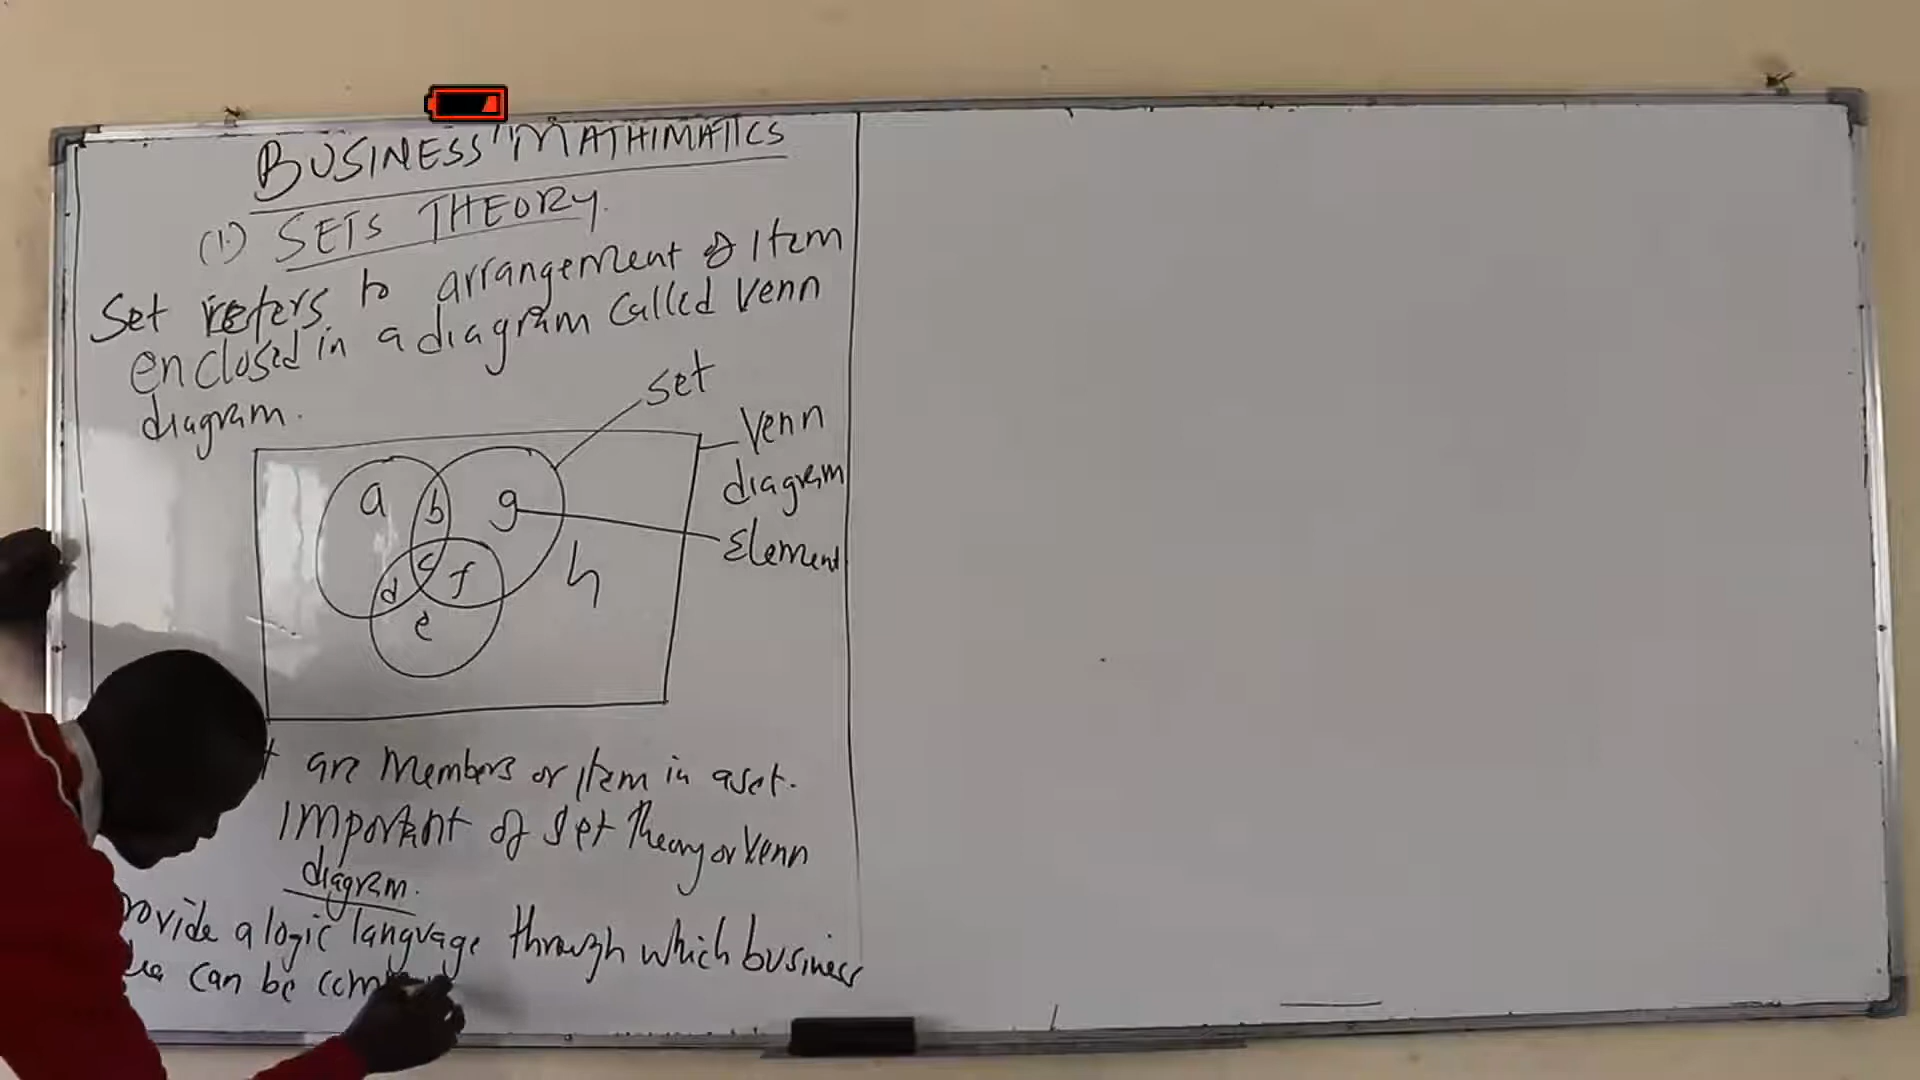 BUSINESS MATHIMATICS
(1.) SETS THEORY.
Set refers to arrangement of Item
enclosed in a diagram called Venn
diagram.
Set
Venn
diagram
Element
a b g
c
d f h
e
are Members or Item in a set.
Important of Set Theory or Venn
diagram.
rovide a logic language through which business
can be com